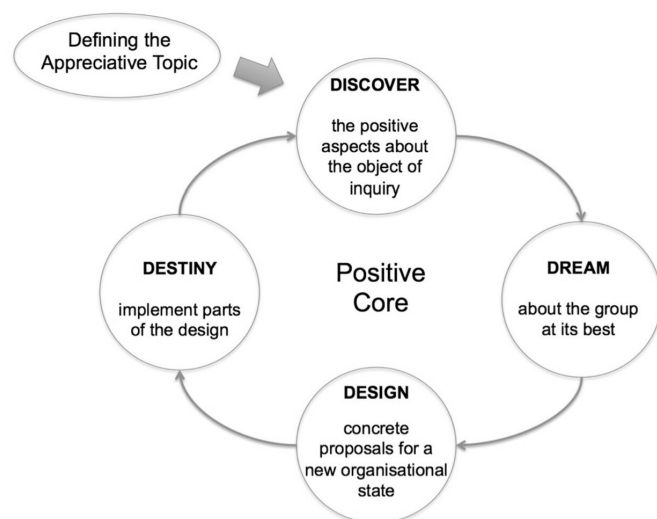 Defining the
Appreciative Topic
DISCOVER
the positive
aspects about
the object of
inquiry
DREAM
about the group
at its best
DESIGN
concrete
proposals for a
new organisational
state
DESTINY
implement parts
of the design
Positive
Core